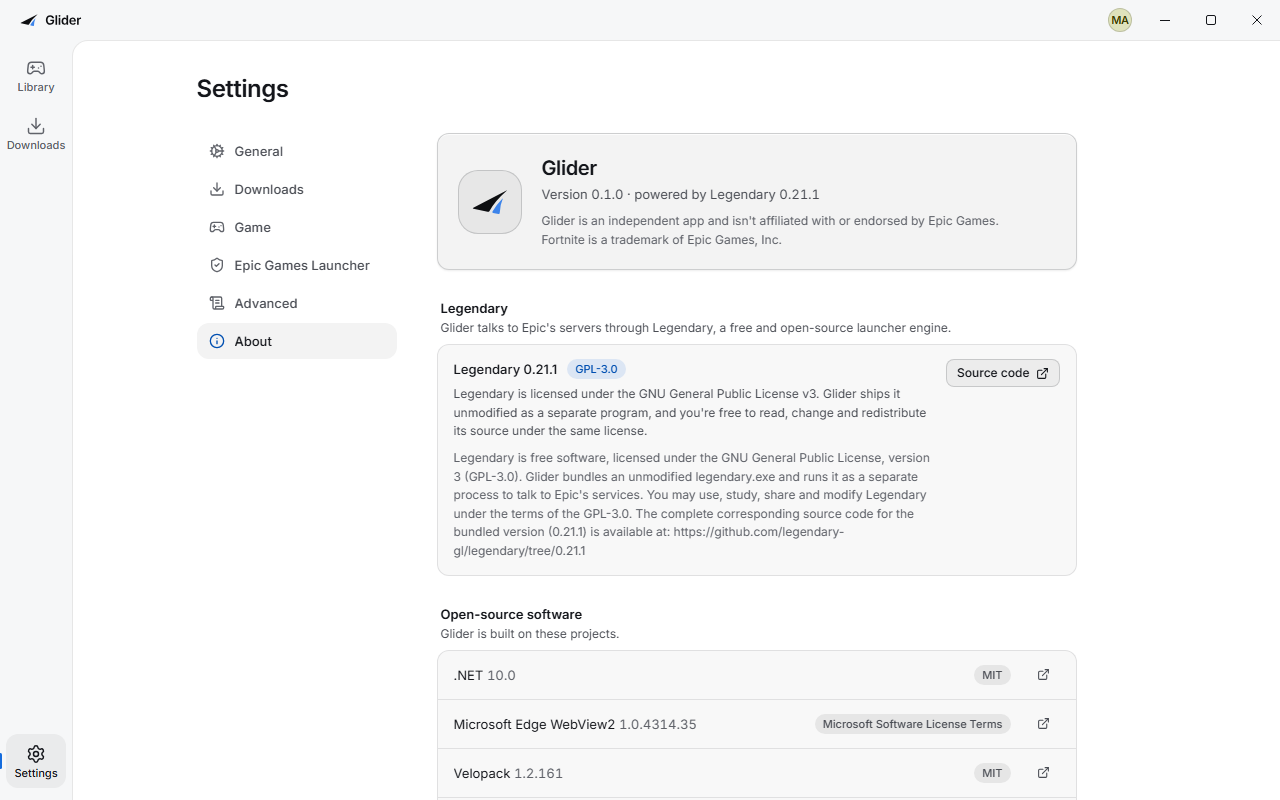 Glider
MA
Library
Downloads
Settings
Settings
General
Downloads
Game
Epic Games Launcher
Advanced
About
Glider
Version 0.1.0 · powered by Legendary 0.21.1
Glider is an independent app and isn't affiliated with or endorsed by Epic Games.
Fortnite is a trademark of Epic Games, Inc.
Legendary
Glider talks to Epic's servers through Legendary, a free and open-source launcher engine.
Legendary 0.21.1 GPL-3.0
Source code
Legendary is licensed under the GNU General Public License v3. Glider ships it
unmodified as a separate program, and you're free to read, change and redistribute
its source under the same license.
Legendary is free software, licensed under the GNU General Public License, version
3 (GPL-3.0). Glider bundles an unmodified legendary.exe and runs it as a separate
process to talk to Epic's services. You may use, study, share and modify Legendary
under the terms of the GPL-3.0. The complete corresponding source code for the
bundled version (0.21.1) is available at: https://github.com/legendary-
gl/legendary/tree/0.21.1
Open-source software
Glider is built on these projects.
.NET 10.0 MIT
Microsoft Edge WebView2 1.0.4314.35 Microsoft Software License Terms
Velopack 1.2.161 MIT